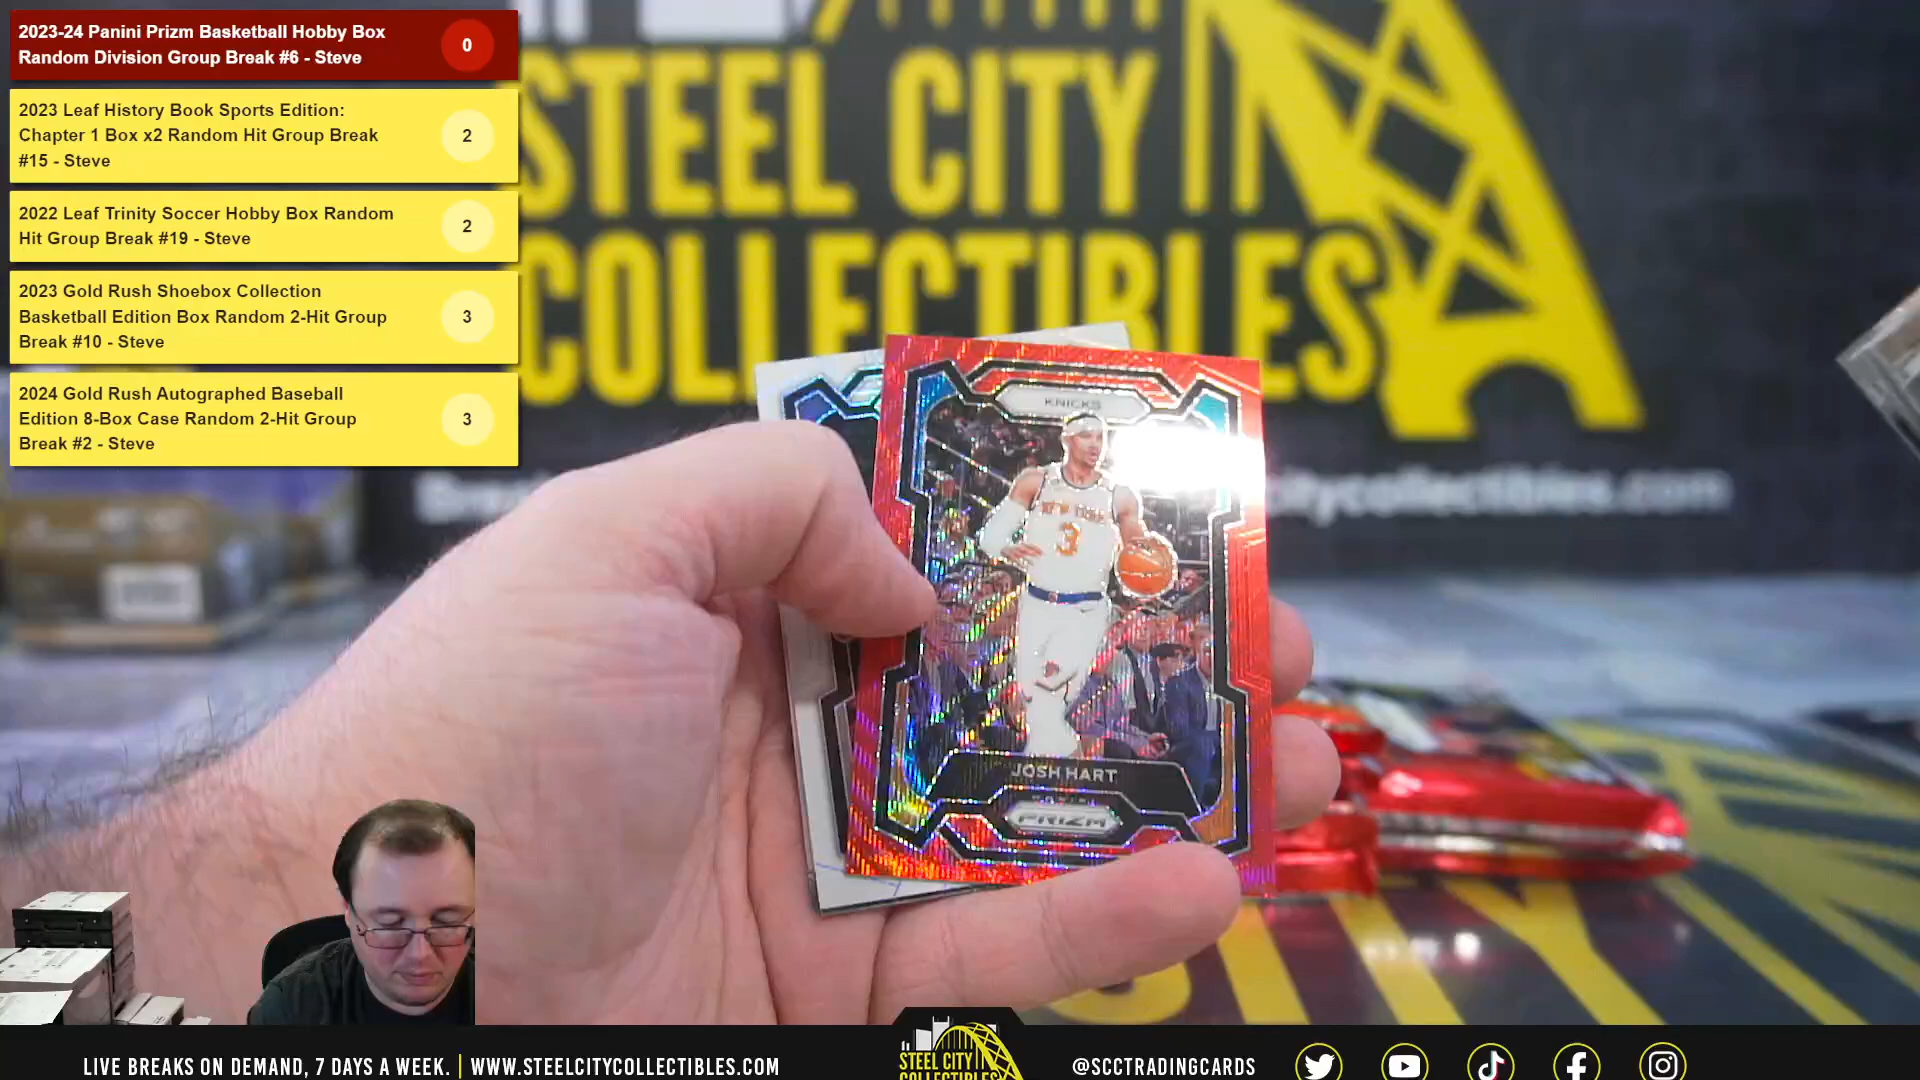 2023-24 Panini Prizm Basketball Hobby Box
Random Division Group Break #6 - Steve
0
2023 Leaf History Book Sports Edition:
Chapter 1 Box x2 Random Hit Group Break
#15 - Steve
2
2022 Leaf Trinity Soccer Hobby Box Random
Hit Group Break #19 - Steve
2
2023 Gold Rush Shoebox Collection
Basketball Edition Box Random 2-Hit Group
Break #10 - Steve
3
2024 Gold Rush Autographed Baseball
Edition 8-Box Case Random 2-Hit Group
Break #2 - Steve
3
STEEL CITY
COLLECTIBLES
citycollectibles.com
KNICKS
NEW YORK
3
JOSH HART
PRIZM
LIVE BREAKS ON DEMAND, 7 DAYS A WEEK. | WWW.STEELCITYCOLLECTIBLES.COM
STEEL CITY
COLLECTIBLES
@SCCTRADINGCARDS